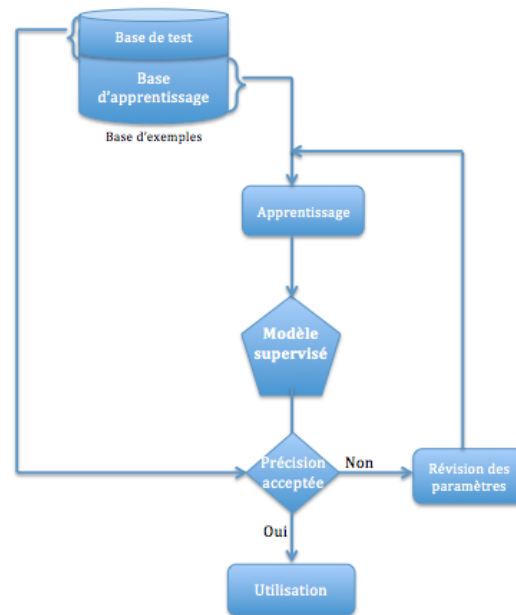 Base de test
Base
d'apprentissage
Base d'exemples
Apprentissage
Modèle
supervisé
Précision
acceptée
Non
Révision des
paramètres
Oui
Utilisation